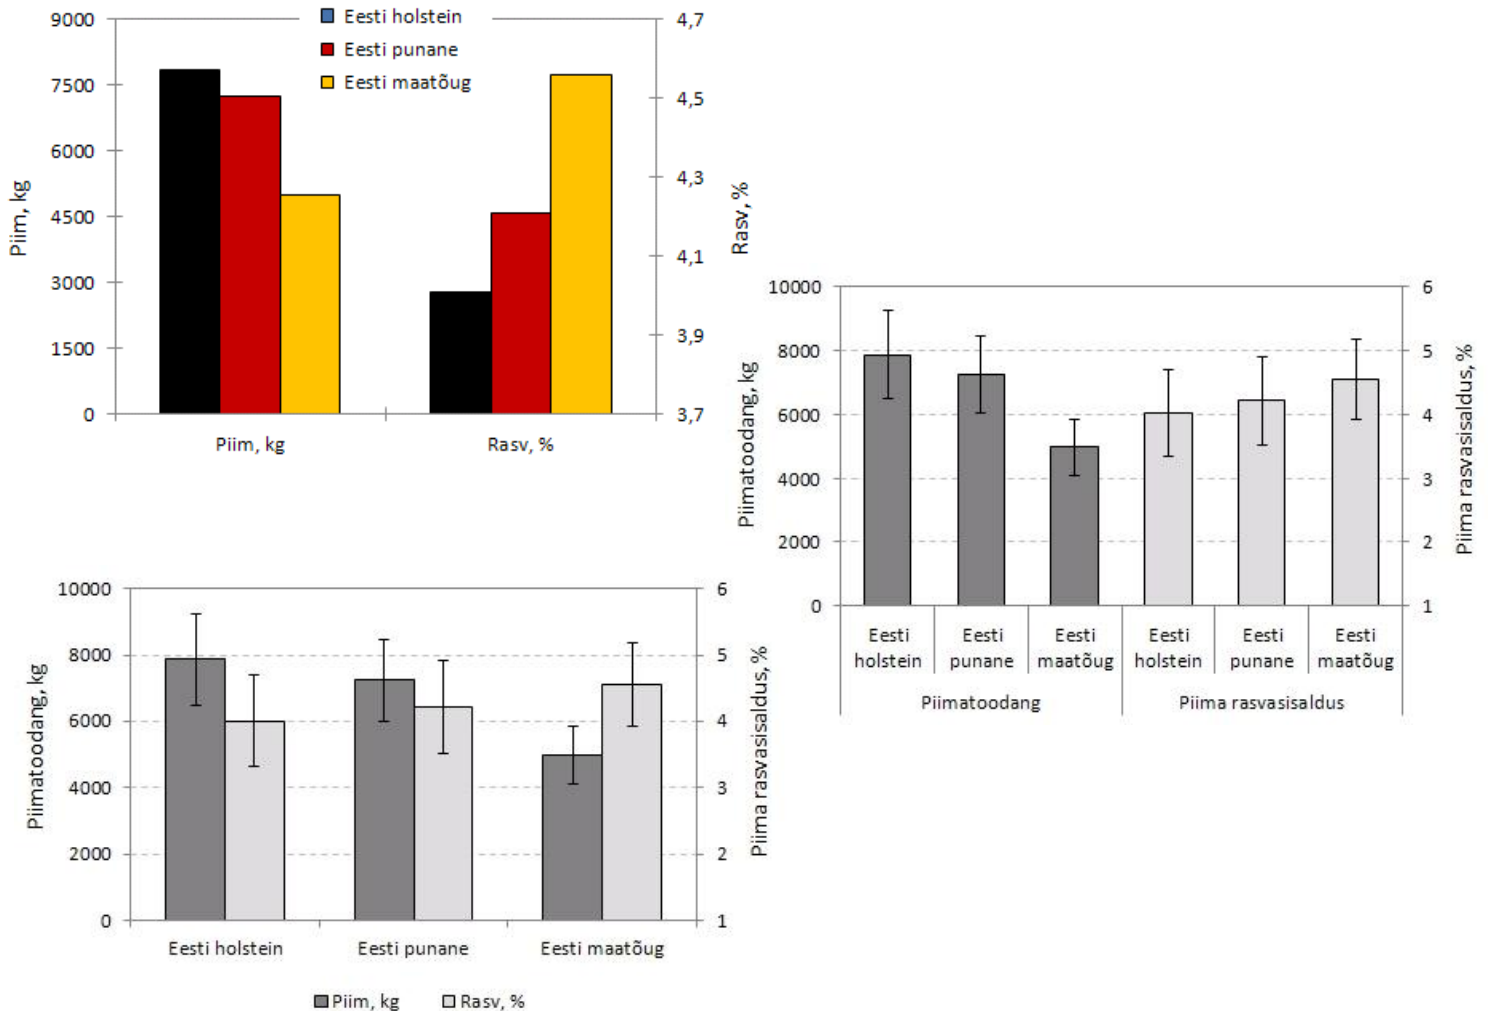 9000
7500
6000
4500
3000
1500
0
Piim, kg
Eesti holstein
Eesti punane
Eesti maatõug
4,7
4,5
4,3
4,1
3,9
3,7
Rasv, %
Piim, kg
Rasv, %
10000
8000
6000
4000
2000
0
Piimatoodang, kg
6
5
4
3
2
1
Piima rasvasisaldus, %
Eesti holstein
Eesti punane
Eesti maatõug
Eesti holstein
Eesti punane
Eesti maatõug
Piimatoodang
Piima rasvasisaldus
10000
8000
6000
4000
2000
0
Piimatoodang, kg
6
5
4
3
2
1
Piima rasvasisaldus, %
Eesti holstein
Eesti punane
Eesti maatõug
Piim, kg
Rasv, %